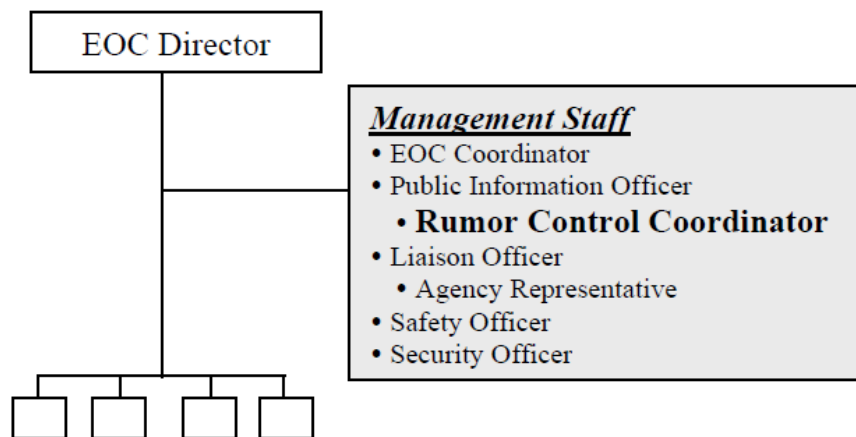 EOC Director
Management Staff
• EOC Coordinator
• Public Information Officer
• Rumor Control Coordinator
• Liaison Officer
• Agency Representative
• Safety Officer
• Security Officer